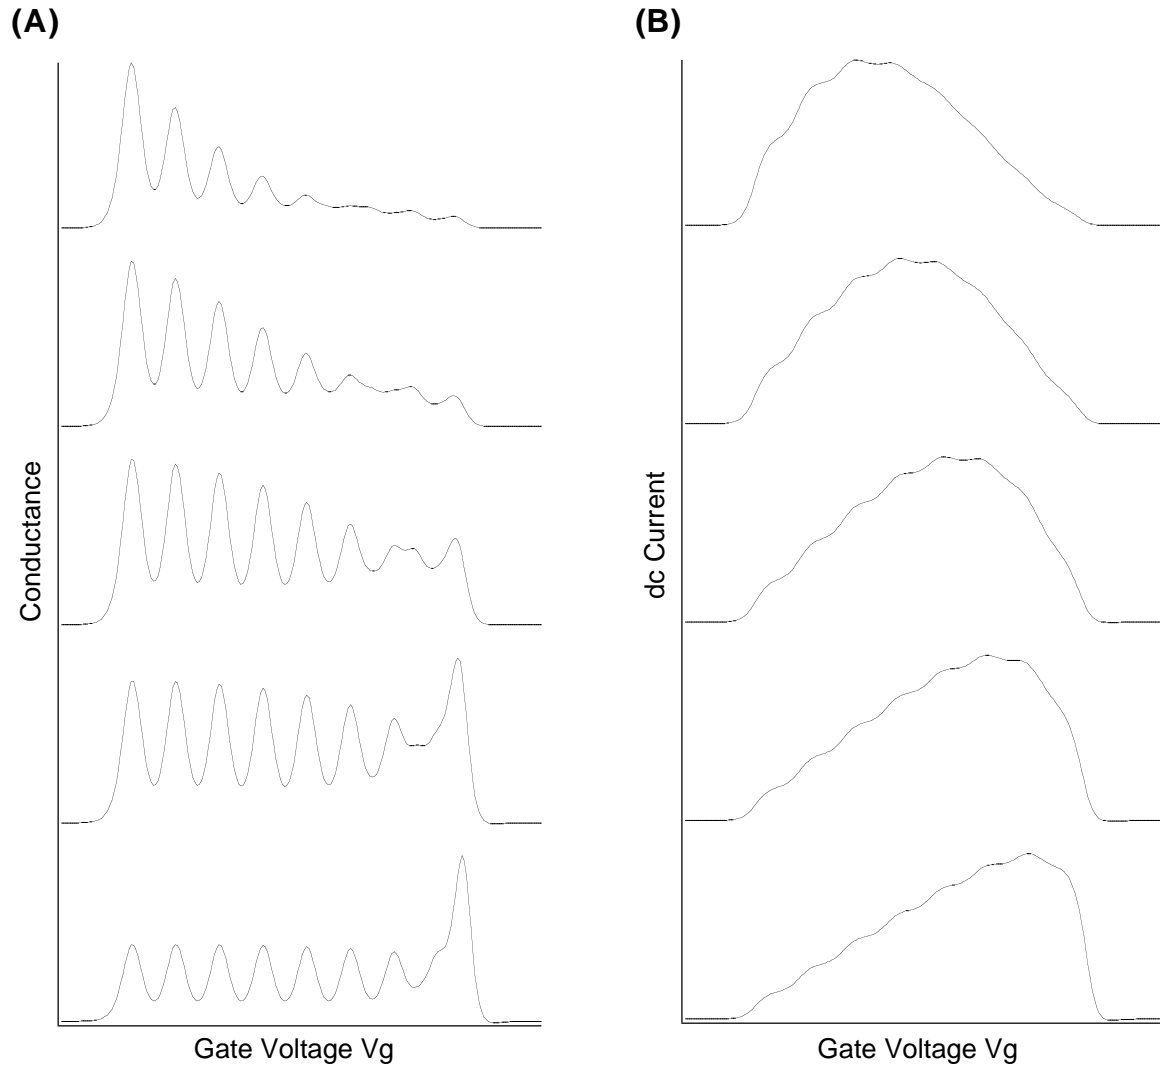 (A)
(B)
Conductance
dc Current
Gate Voltage Vg
Gate Voltage Vg